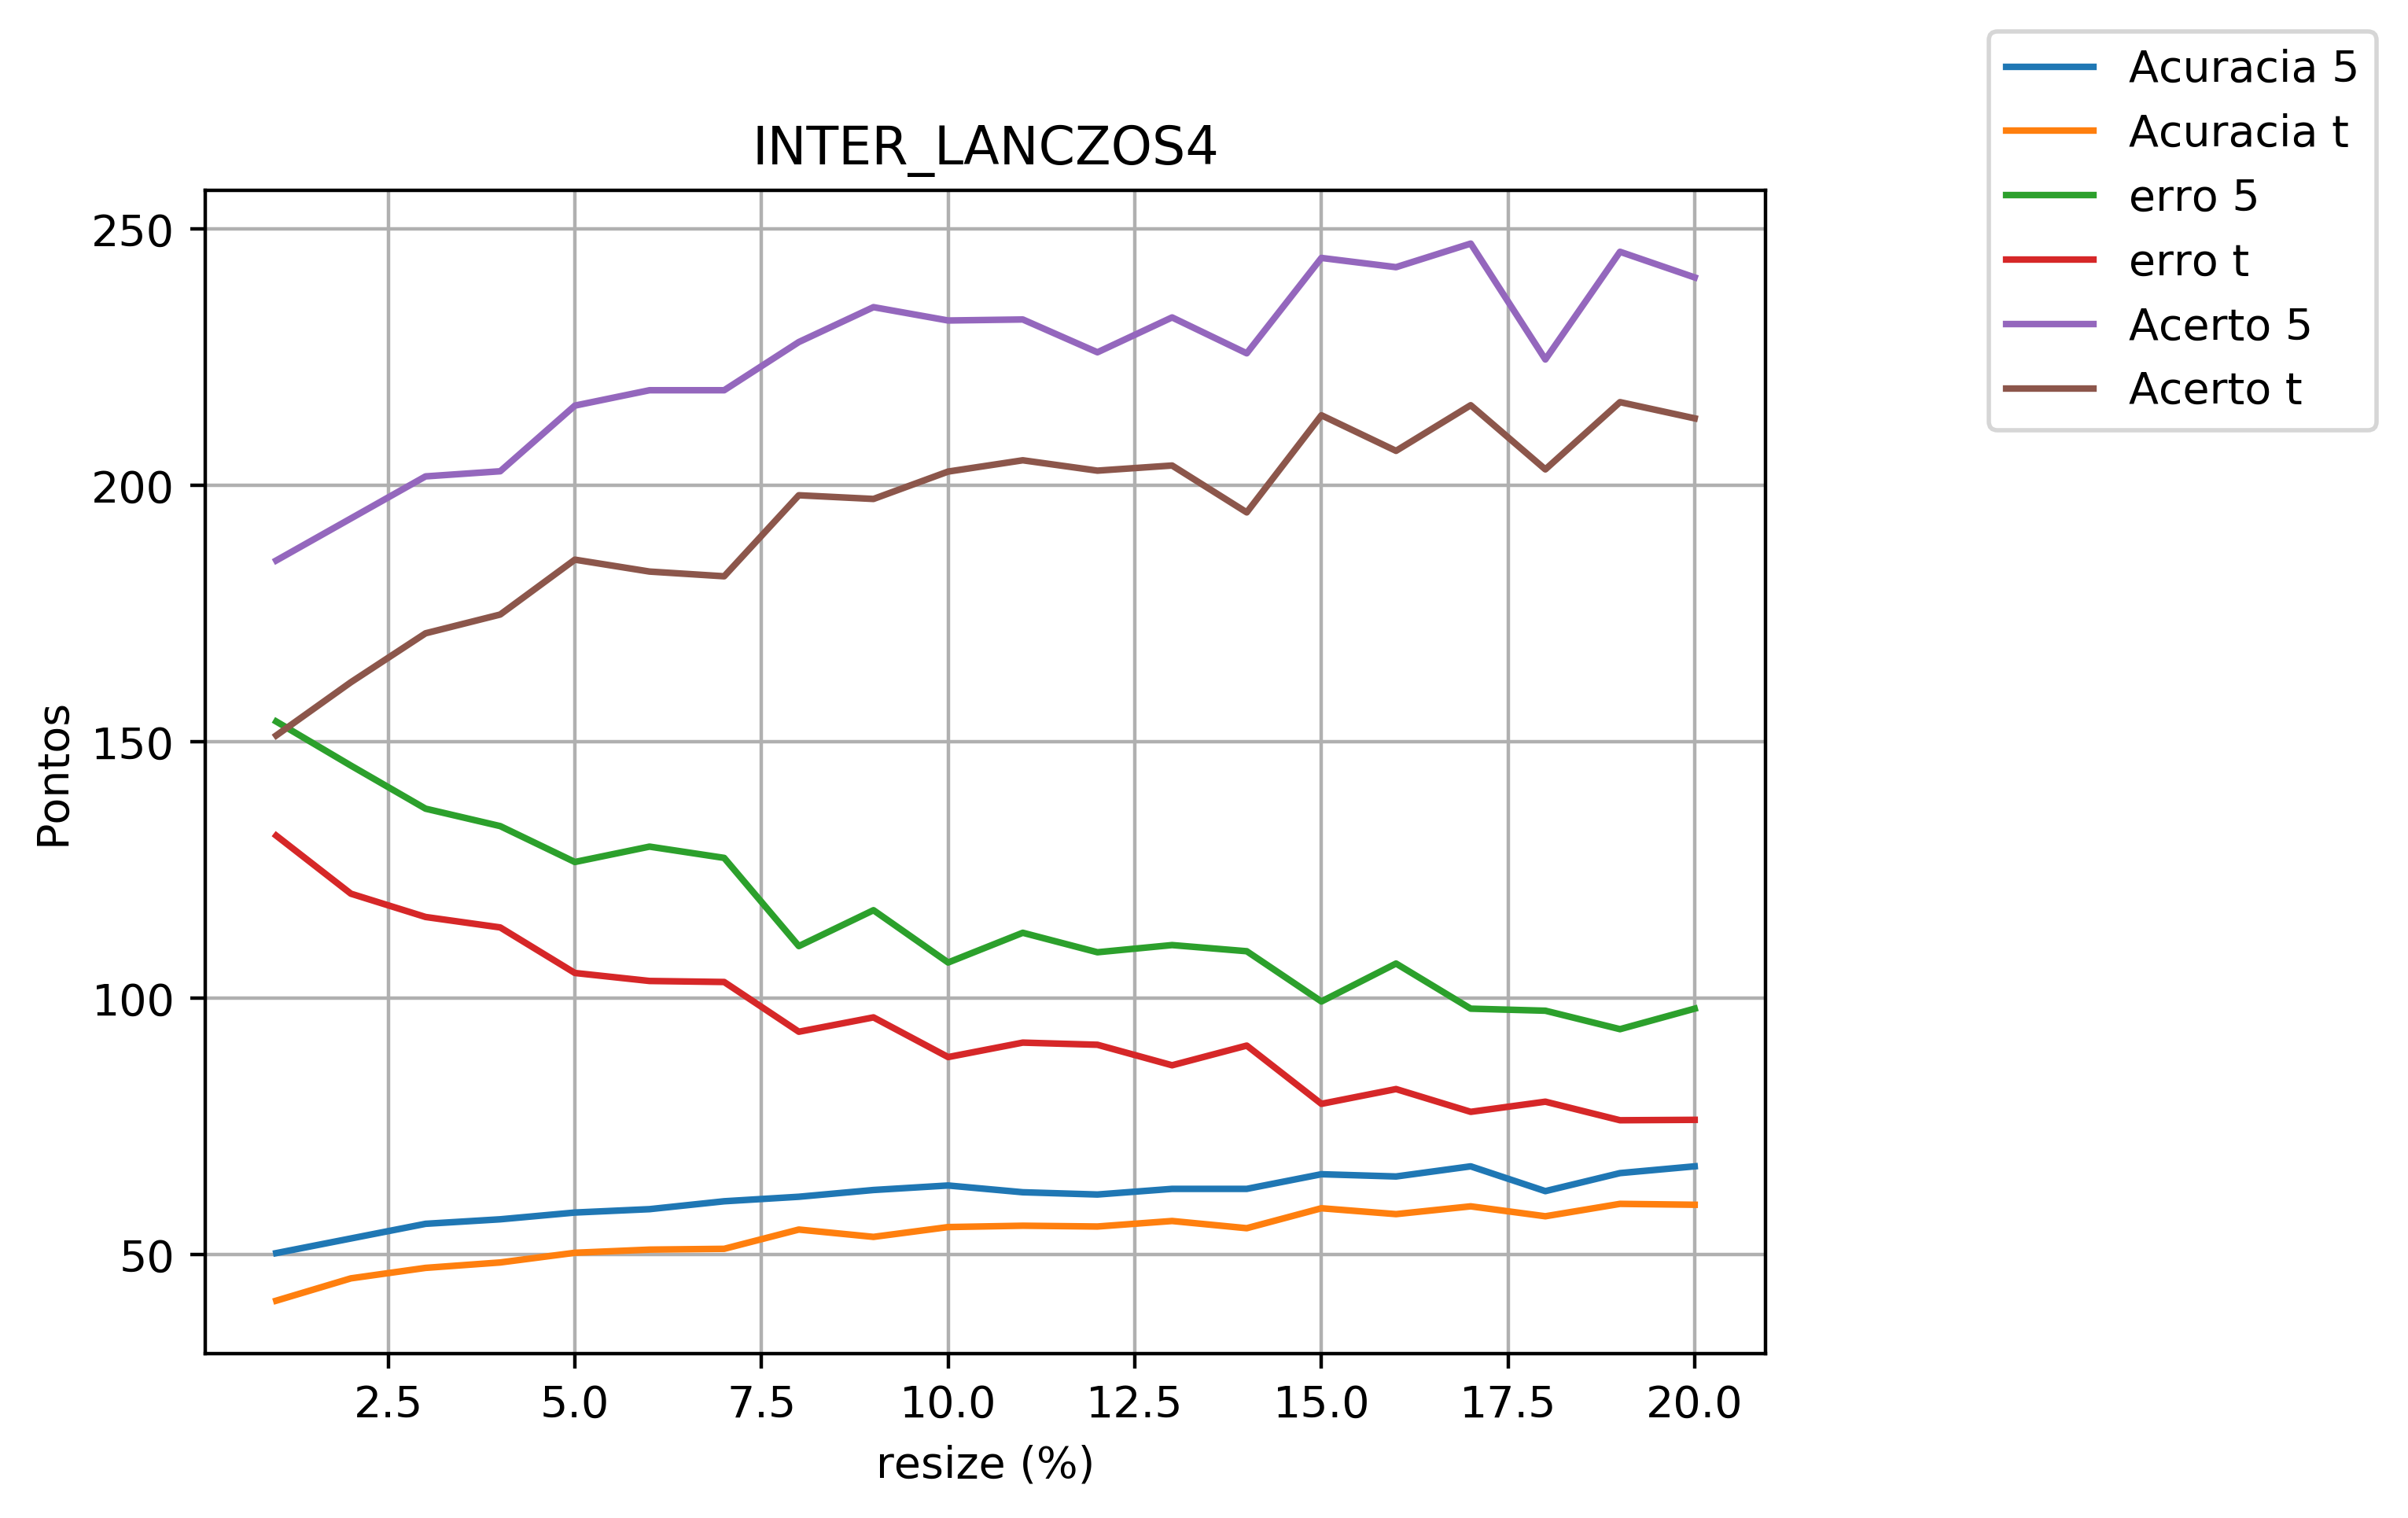 INTER_LANCZOS4
Acuracia 5
Acuracia t
erro 5
erro t
Acerto 5
Acerto t
Pontos
250
200
150
100
50
2.5 5.0 7.5 10.0 12.5 15.0 17.5 20.0
resize (%)